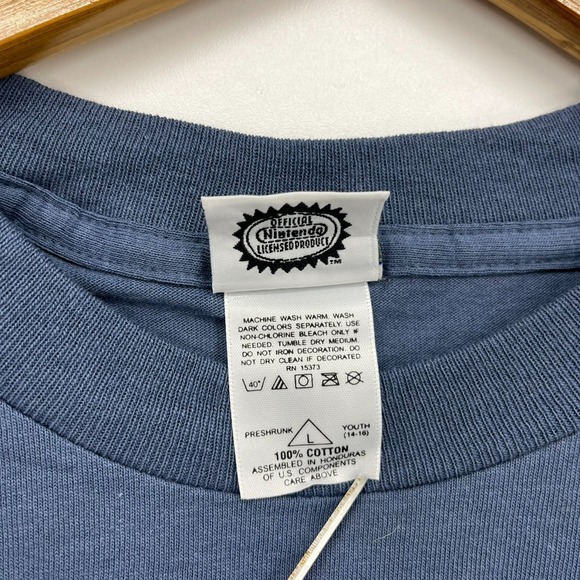 OFFICIAL
Nintendo
LICENSED PRODUCT
TM
MACHINE WASH WARM. WASH
DARK COLORS SEPARATELY. USE
NON-CHLORINE BLEACH ONLY IF
NEEDED. TUMBLE DRY MEDIUM.
DO NOT IRON DECORATION. DO
NOT DRY CLEAN IF DECORATED
RN 15373
40°
PRESHRUNK L YOUTH
(14-16)
100% COTTON
ASSEMBLED IN HONDURAS
OF U.S. COMPONENTS
CARE ABOVE